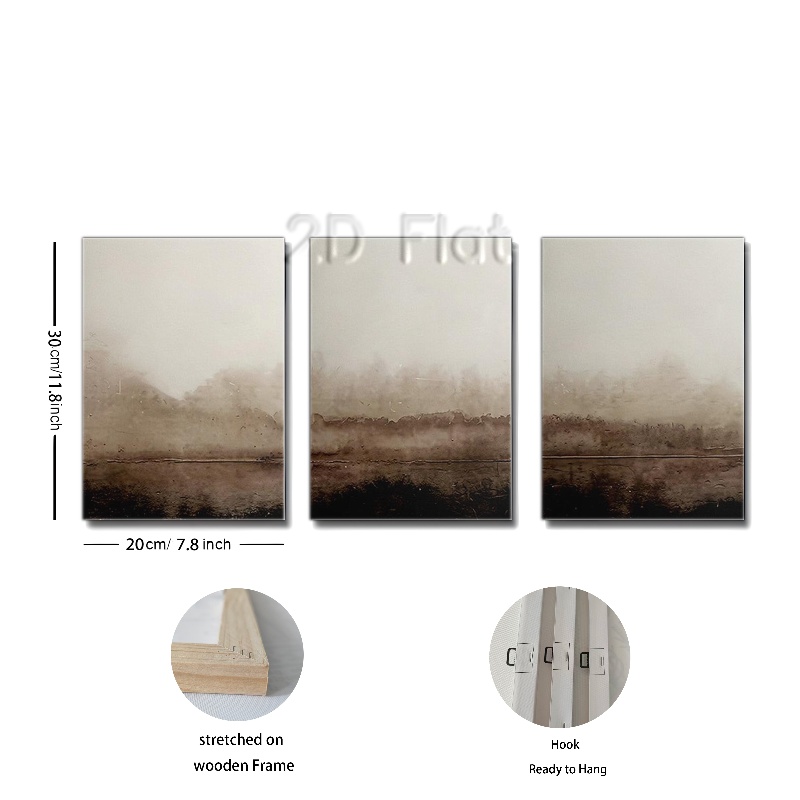 2D Flat
30cm/11.8inch
20cm/ 7.8 inch
stretched on
wooden Frame
Hook
Ready to Hang